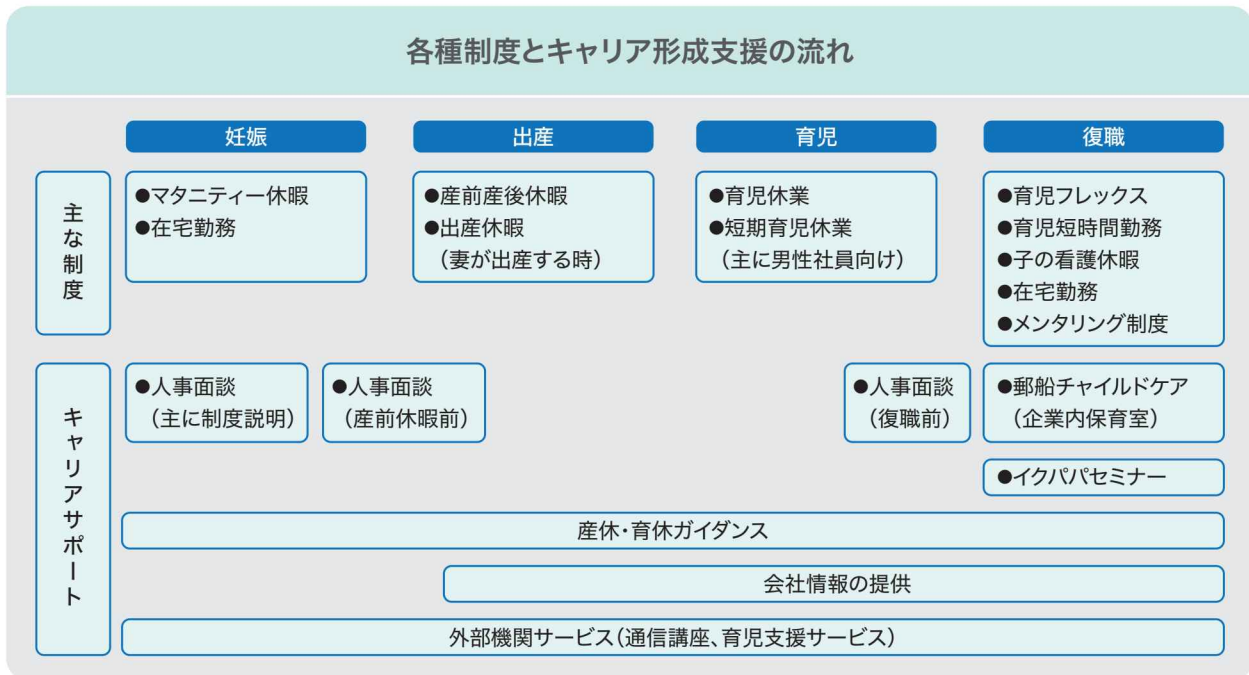 各種制度とキャリア形成支援の流れ
妊娠
出産
育児
復職
主な制度
●マタニティー休暇
●在宅勤務
●産前産後休暇
●出産休暇
(妻が出産する時)
●育児休業
●短期育児休業
(主に男性社員向け)
●育児フレックス
●育児短時間勤務
●子の看護休暇
●在宅勤務
●メンタリング制度
キャリアサポート
●人事面談
(主に制度説明)
●人事面談
(産前休暇前)
●人事面談
(復職前)
●郵船チャイルドケア
(企業内保育室)
●イクパパセミナー
産休・育休ガイダンス
会社情報の提供
外部機関サービス(通信講座、育児支援サービス)